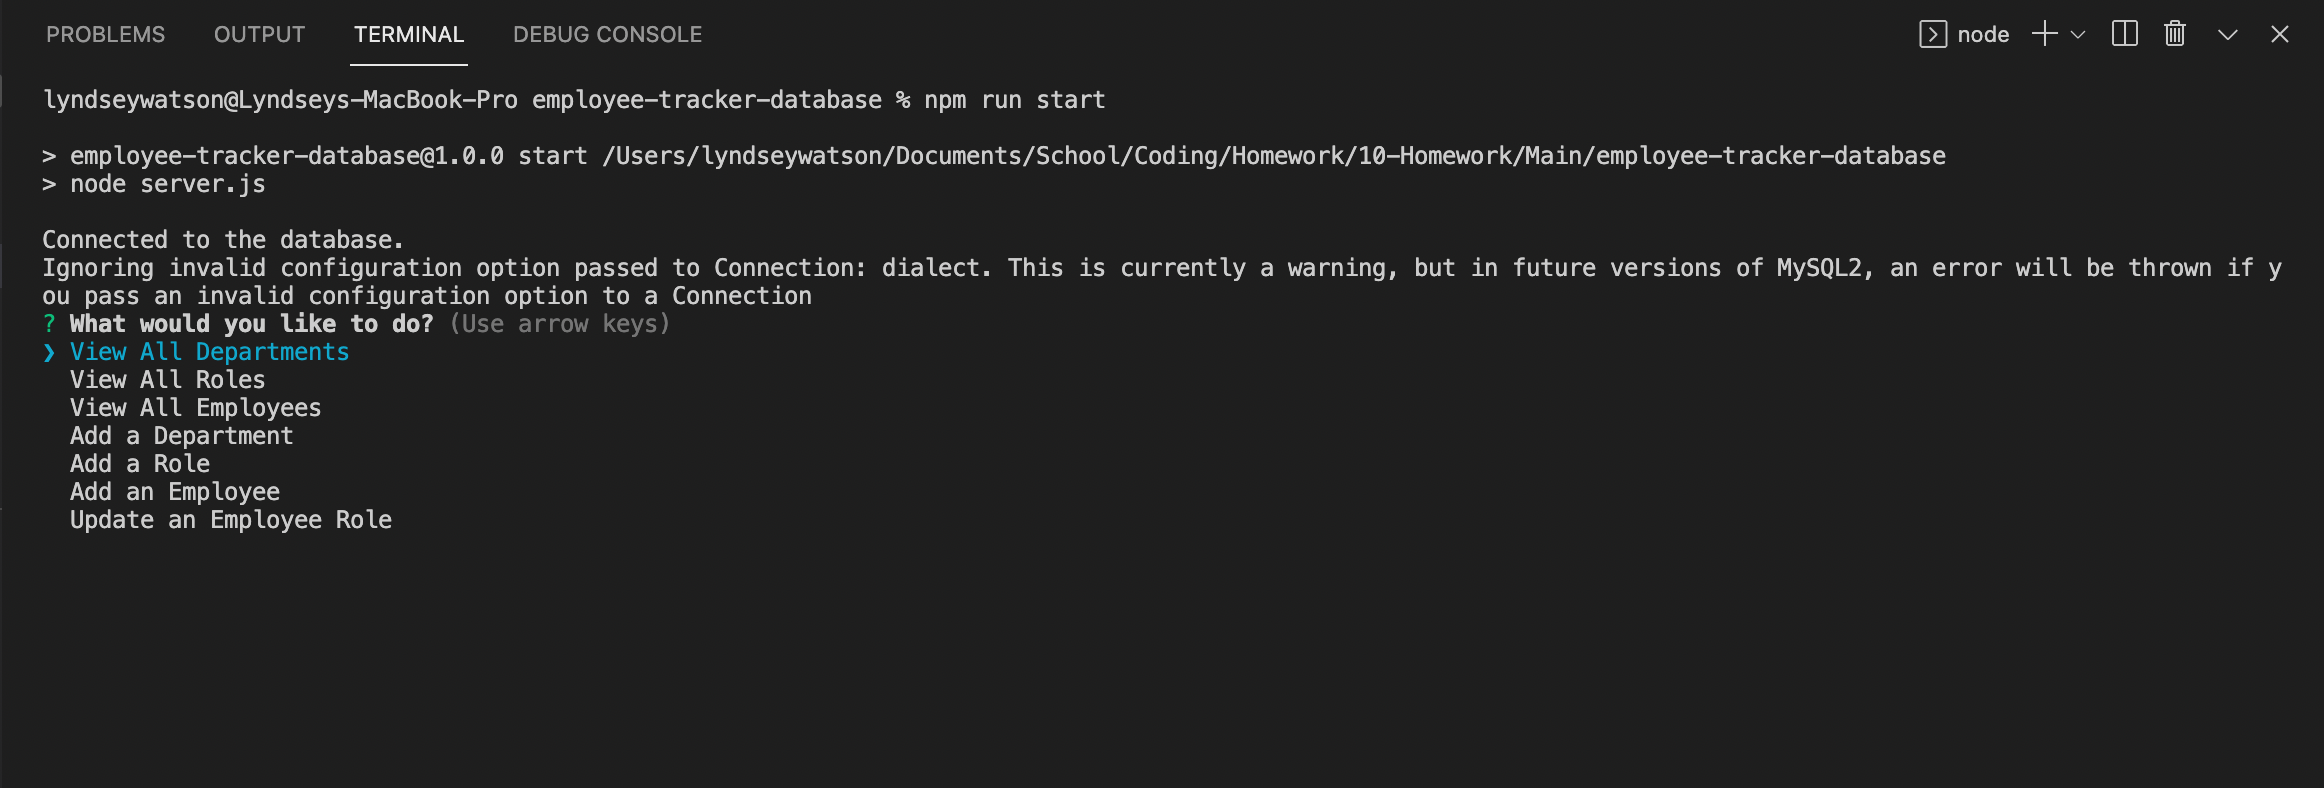 PROBLEMS OUTPUT TERMINAL DEBUG CONSOLE node
lyndseywatson@Lyndseys-MacBook-Pro employee-tracker-database % npm run start
> employee-tracker-database@1.0.0 start /Users/lyndseywatson/Documents/School/Coding/Homework/10-Homework/Main/employee-tracker-database
> node server.js
Connected to the database.
Ignoring invalid configuration option passed to Connection: dialect. This is currently a warning, but in future versions of MySQL2, an error will be thrown if y
ou pass an invalid configuration option to a Connection
? What would you like to do? (Use arrow keys)
❯ View All Departments
View All Roles
View All Employees
Add a Department
Add a Role
Add an Employee
Update an Employee Role